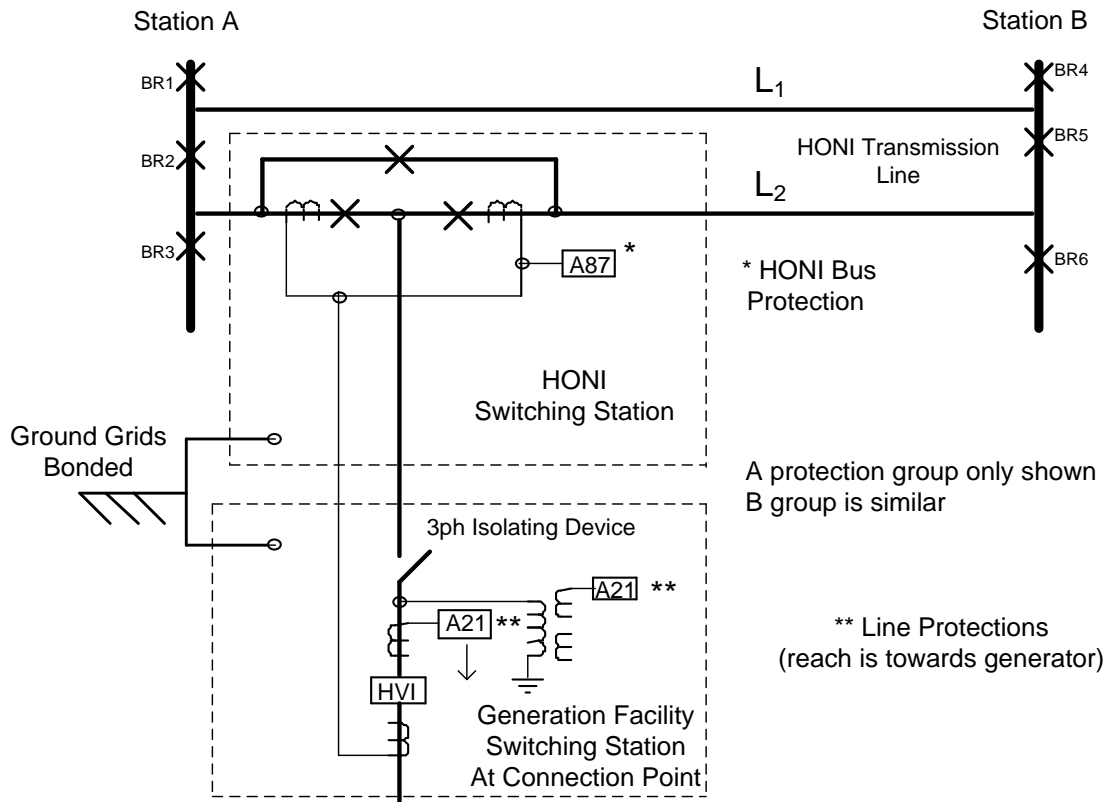 Station A
Station B
BR1
BR4
L1
BR2
BR5
HONI Transmission
Line
L2
BR3
BR6
A87 *
* HONI Bus
Protection
HONI
Switching Station
Ground Grids
Bonded
A protection group only shown
B group is similar
3ph Isolating Device
A21 **
A21 **
** Line Protections
(reach is towards generator)
HVI
Generation Facility
Switching Station
At Connection Point